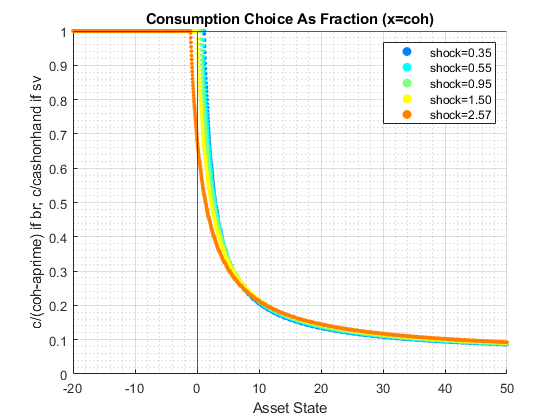 Consumption Choice As Fraction (x=coh)
c/(coh-aprime) if br, c/cashonhand if sv
1
0.9
0.8
0.7
0.6
0.5
0.4
0.3
0.2
0.1
0
shock=0.35
shock=0.55
shock=0.95
shock=1.50
shock=2.57
-20
-10
0
10
20
30
40
50
Asset State